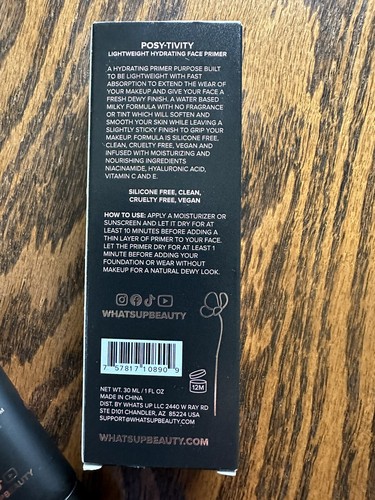 POSY-TIVITY
LIGHTWEIGHT HYDRATING FACE PRIMER
A HYDRATING PRIMER PURPOSE BUILT
TO BE LIGHTWEIGHT WITH FAST
ABSORPTION TO EXTEND THE WEAR OF
YOUR MAKEUP AND GIVE YOUR FACE A
FRESH DEWY FINISH. A WATER BASED
MILKY FORMULA WITH NO FRAGRANCE
OR TINT WHICH WILL SOFTEN AND
SMOOTH YOUR SKIN WHILE LEAVING A
SLIGHTLY STICKY FINISH TO GRIP YOUR
MAKEUP. FORMULA IS SILICONE FREE,
CLEAN, CRUELTY FREE, VEGAN AND
INFUSED WITH MOISTURIZING AND
NOURISHING INGREDIENTS
NIACINAMIDE, HYALURONIC ACID,
VITAMIN C AND E.
SILICONE FREE, CLEAN,
CRUELTY FREE, VEGAN
HOW TO USE: APPLY A MOISTURIZER OR
SUNSCREEN AND LET IT DRY FOR AT
LEAST 10 MINUTES BEFORE ADDING A
THIN LAYER OF PRIMER TO YOUR FACE.
LET THE PRIMER DRY FOR AT LEAST 1
MINUTE BEFORE ADDING YOUR
FOUNDATION OR WEAR WITHOUT
MAKEUP FOR A NATURAL DEWY LOOK.
WHATSUPBEAUTY
7 57817 10890 9
12M
NET WT. 30 ML / 1 FL OZ
MADE IN CHINA
DIST. BY WHATS UP LLC 2440 W RAY RD
STE D101 CHANDLER, AZ 85224 USA
SUPPORT@WHATSUPBEAUTY.COM
WHATSUPBEAUTY.COM
BEAUTY